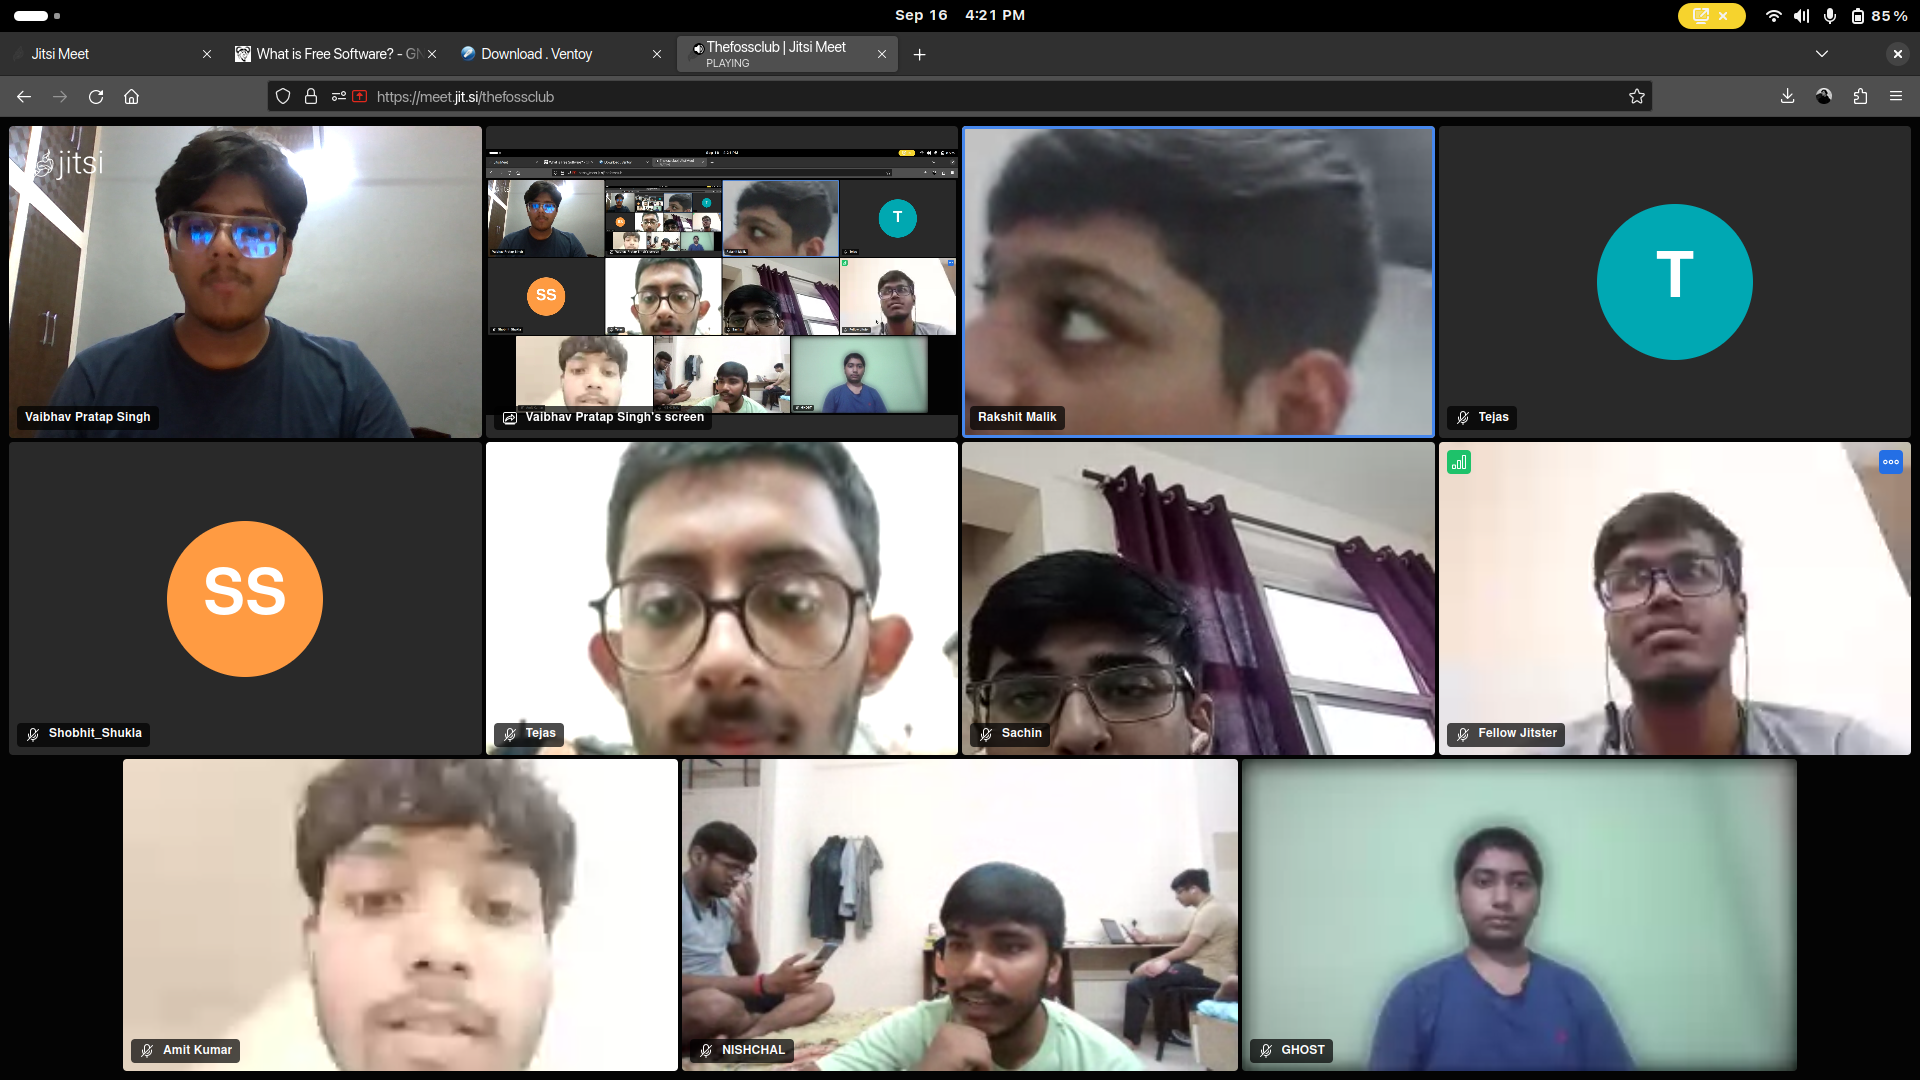 Sep 16 4:21 PM
85 %
Jitsi Meet
What is Free Software? - GN
Download . Ventoy
Thefossclub | Jitsi Meet
PLAYING
https://meet.jit.si/thefossclub
jitsi
Vaibhav Pratap Singh
T
SS
Vaibhav Pratap Singh's screen
Rakshit Malik
T
Tejas
SS
Shobhit_Shukla
Tejas
Sachin
Fellow Jitster
Amit Kumar
NISHCHAL
GHOST